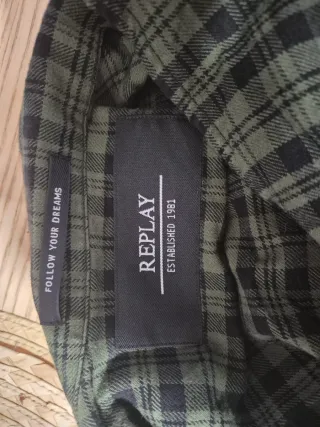 FOLLOW YOUR DREAMS
REPLAY
ESTABLISHED 1981